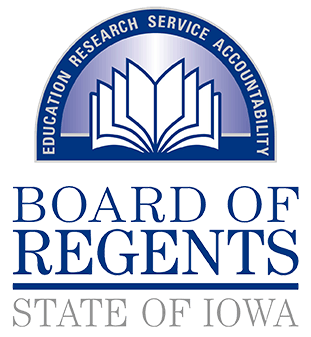 EDUCATION RESEARCH SERVICE ACCOUNTABILITY
BOARD OF
REGENTS
STATE OF IOWA